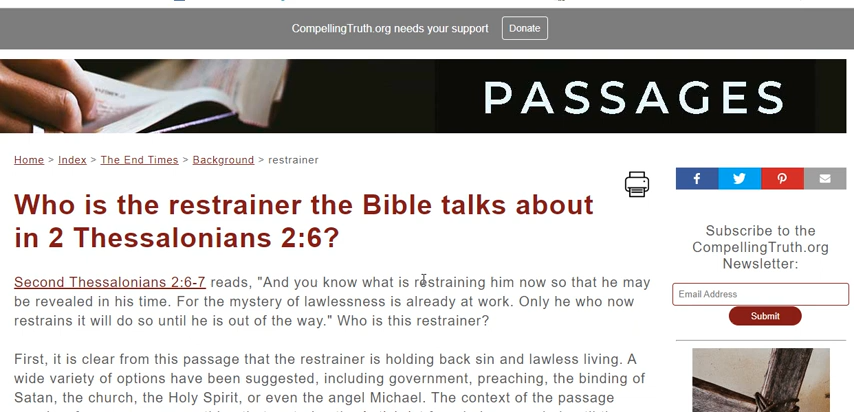 CompellingTruth.org needs your support
Donate
PASSAGES
Home > Index > The End Times > Background > restrainer
Who is the restrainer the Bible talks about
in 2 Thessalonians 2:6?
Second Thessalonians 2:6-7 reads, "And you know what is restraining him now so that he may
be revealed in his time. For the mystery of lawlessness is already at work. Only he who now
restrains it will do so until he is out of the way." Who is this restrainer?
First, it is clear from this passage that the restrainer is holding back sin and lawless living. A
wide variety of options have been suggested, including government, preaching, the binding of
Satan, the church, the Holy Spirit, or even the angel Michael. The context of the passage
Subscribe to the
CompellingTruth.org
Newsletter:
Email Address
Submit